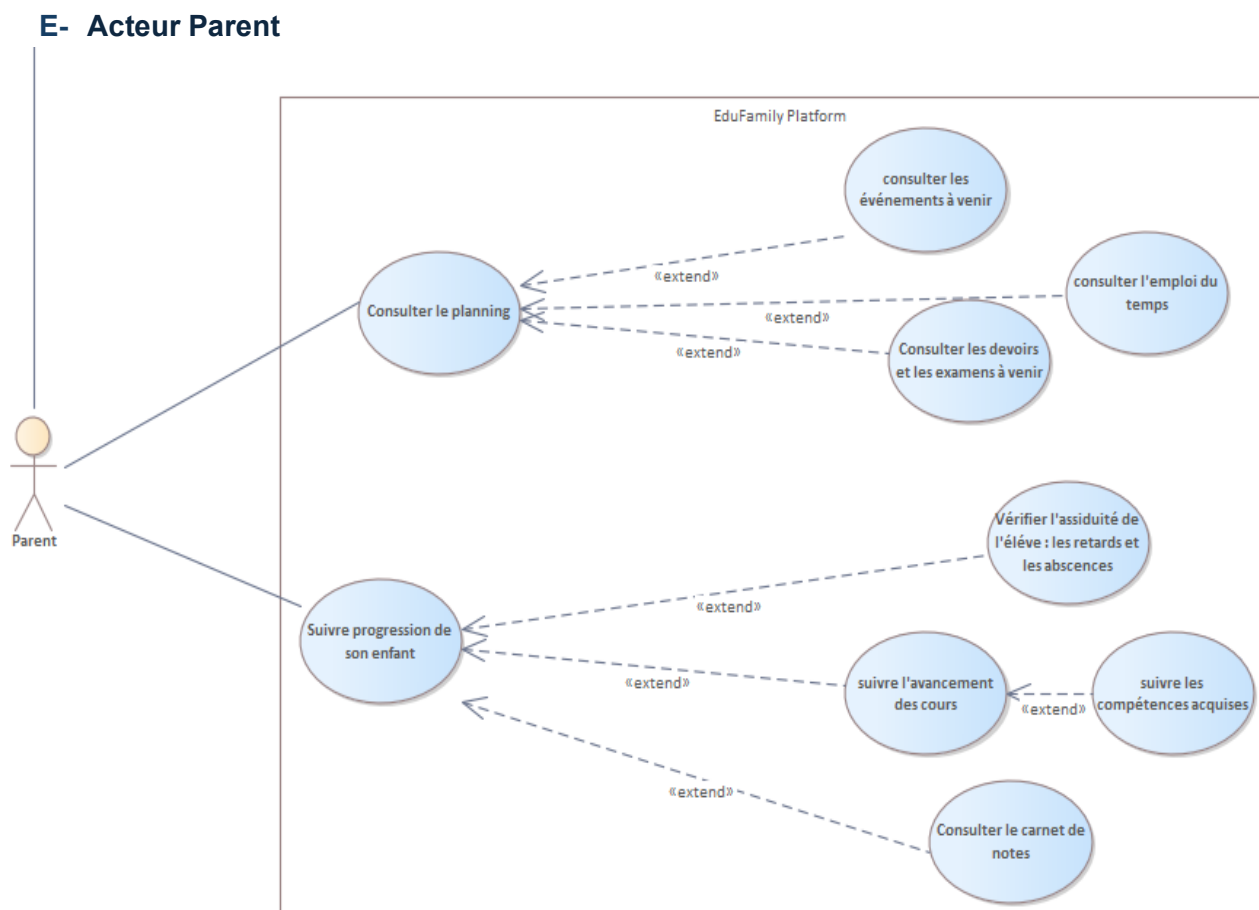 E- Acteur Parent
EduFamily Platform
consulter les
événements à venir
«extend»
Consulter le planning
consulter l'emploi du
temps
«extend»
Consulter les devoirs
et les examens à venir
«extend»
Parent
Vérifier l'assiduité de
l'éléve : les retards et
les abscences
«extend»
Suivre progression de
son enfant
suivre l'avancement
des cours
«extend»
suivre les
compétences acquises
«extend»
«extend»
Consulter le carnet de
notes